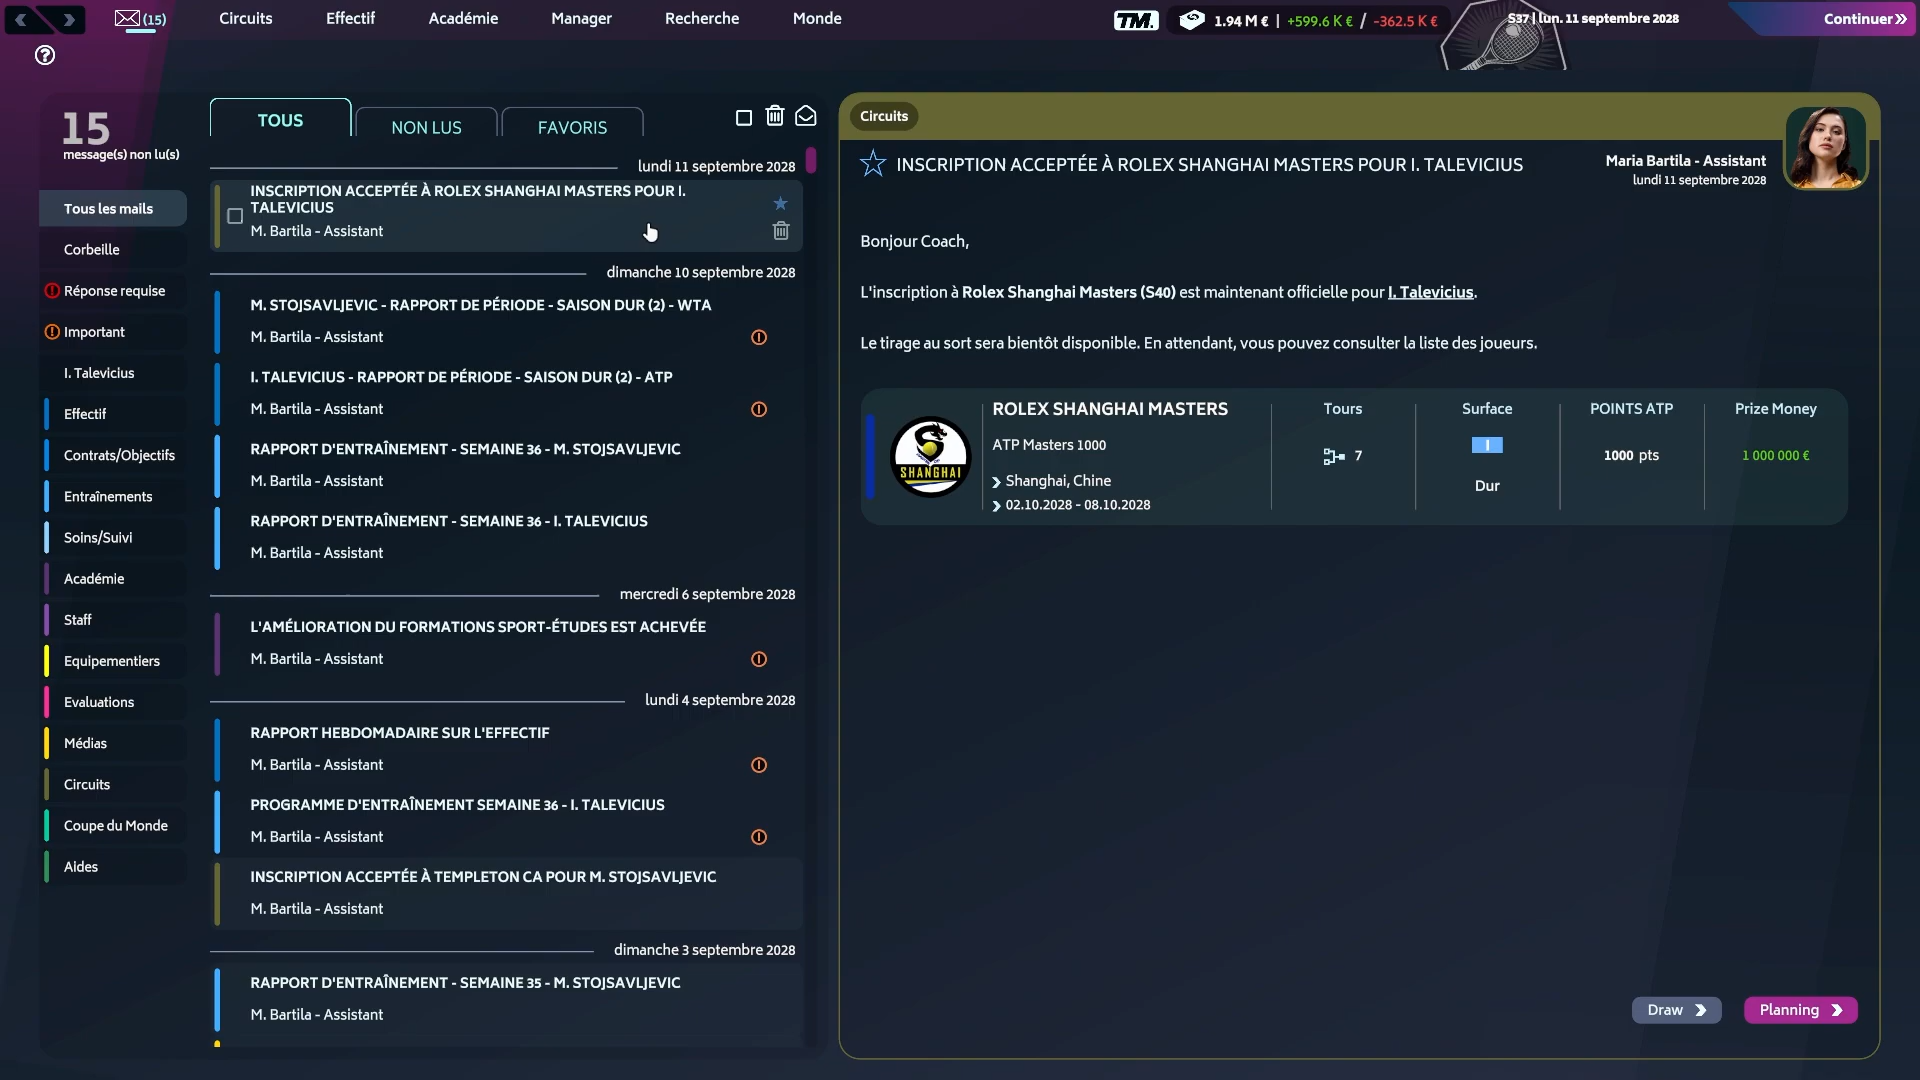 (15)
Circuits
Effectif
Académie
Manager
Recherche
Monde
TM.
1.94 M € | +599.6 K € / -362.5 K €
S37 | lun. 11 septembre 2028
Continuer
15
message(s) non lu(s)
Tous les mails
Corbeille
Réponse requise
Important
I. Talevicius
Effectif
Contrats/Objectifs
Entraînements
Soins/Suivi
Académie
Staff
Equipementiers
Evaluations
Médias
Circuits
Coupe du Monde
Aides
TOUS
NON LUS
FAVORIS
lundi 11 septembre 2028
INSCRIPTION ACCEPTÉE À ROLEX SHANGHAI MASTERS POUR I.
TALEVICIUS
M. Bartila - Assistant
dimanche 10 septembre 2028
M. STOJSAVLJEVIC - RAPPORT DE PÉRIODE - SAISON DUR (2) - WTA
M. Bartila - Assistant
I. TALEVICIUS - RAPPORT DE PÉRIODE - SAISON DUR (2) - ATP
M. Bartila - Assistant
RAPPORT D'ENTRAÎNEMENT - SEMAINE 36 - M. STOJSAVLJEVIC
M. Bartila - Assistant
RAPPORT D'ENTRAÎNEMENT - SEMAINE 36 - I. TALEVICIUS
M. Bartila - Assistant
mercredi 6 septembre 2028
L'AMÉLIORATION DU FORMATIONS SPORT-ÉTUDES EST ACHEVÉE
M. Bartila - Assistant
lundi 4 septembre 2028
RAPPORT HEBDOMADAIRE SUR L'EFFECTIF
M. Bartila - Assistant
PROGRAMME D'ENTRAÎNEMENT SEMAINE 36 - I. TALEVICIUS
M. Bartila - Assistant
INSCRIPTION ACCEPTÉE À TEMPLETON CA POUR M. STOJSAVLJEVIC
M. Bartila - Assistant
dimanche 3 septembre 2028
RAPPORT D'ENTRAÎNEMENT - SEMAINE 35 - M. STOJSAVLJEVIC
M. Bartila - Assistant
Circuits
INSCRIPTION ACCEPTÉE À ROLEX SHANGHAI MASTERS POUR I. TALEVICIUS
Maria Bartila - Assistant
lundi 11 septembre 2028
Bonjour Coach,
L'inscription à Rolex Shanghai Masters (S40) est maintenant officielle pour I. Talevicius.
Le tirage au sort sera bientôt disponible. En attendant, vous pouvez consulter la liste des joueurs.
SHANGHAI
ROLEX SHANGHAI MASTERS
ATP Masters 1000
Shanghai, Chine
02.10.2028 - 08.10.2028
Tours
7
Surface
I
Dur
POINTS ATP
1000 pts
Prize Money
1 000 000 €
Draw
Planning